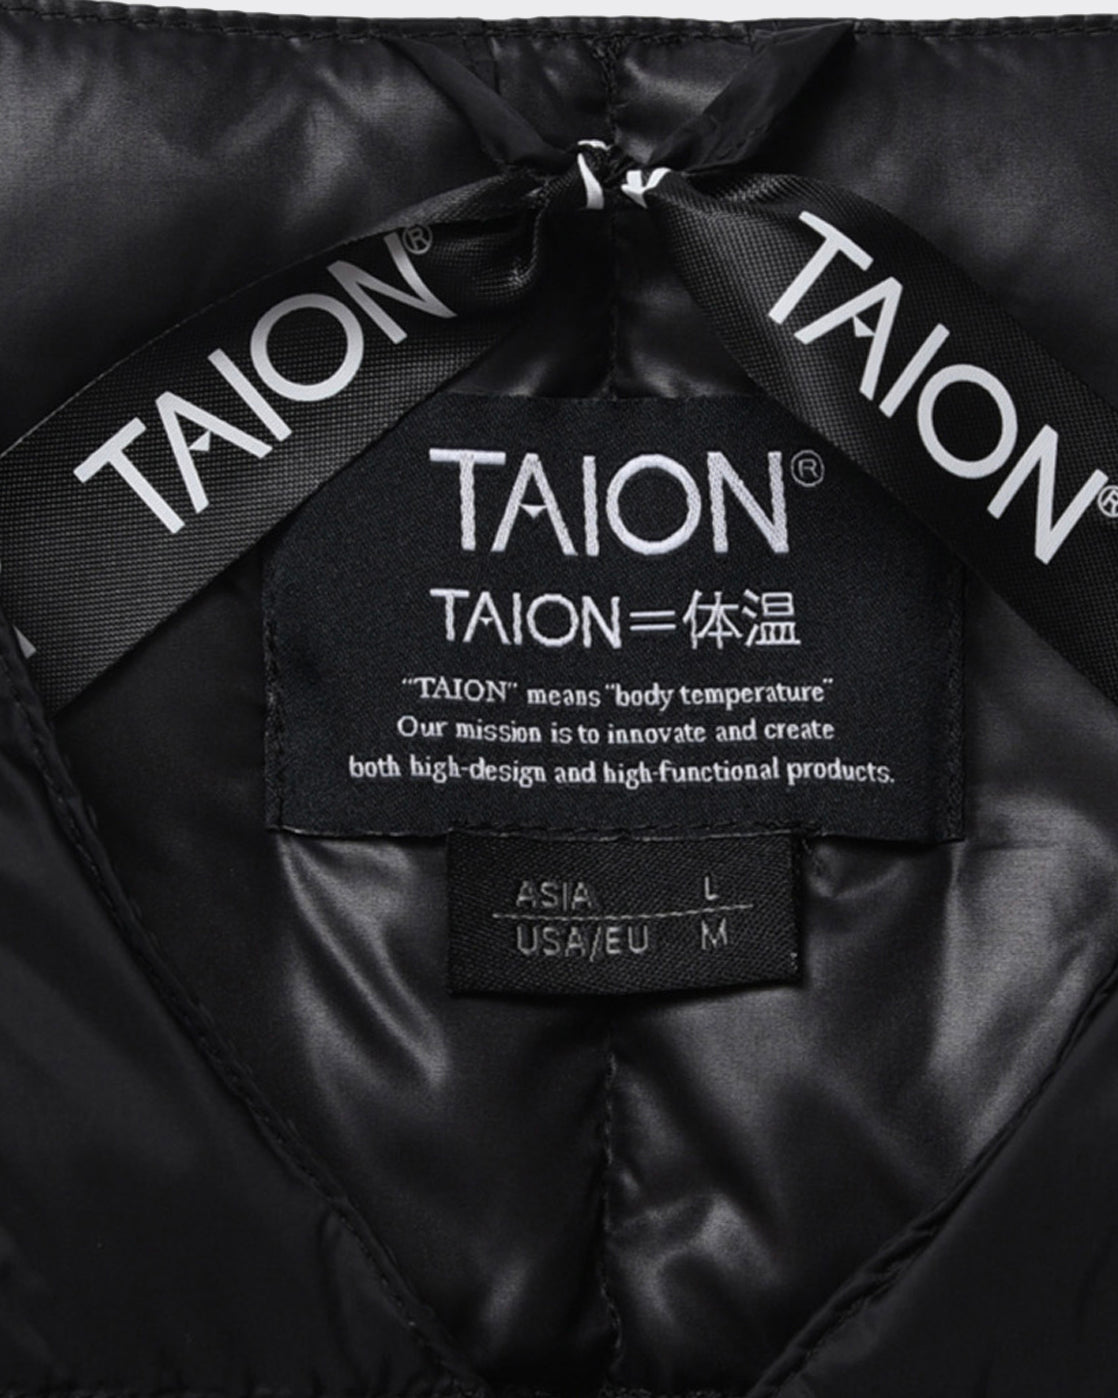 TAION®
TAION®
TAION®
TAION=体温
“TAION” means “body temperature”
Our mission is to innovate and create
both high-design and high-functional products.
ASIA L
USA/EU M